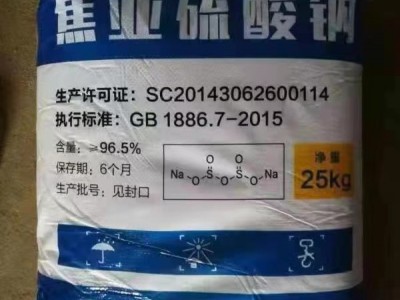 焦亚硫酸钠
生产许可证：SC20143062600114
执行标准：GB 1886.7-2015
含量：≥96.5%
保存期：6个月
生产批号：见封口
O O
Na O S O S O Na
净重
25kg